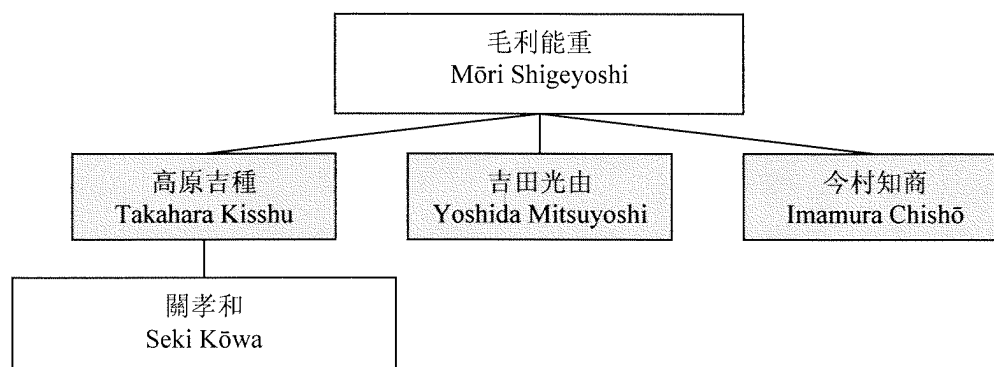 毛利能重
Mōri Shigeyoshi
高原吉種
Takahara Kisshu
吉田光由
Yoshida Mitsuyoshi
今村知商
Imamura Chishō
關孝和
Seki Kōwa